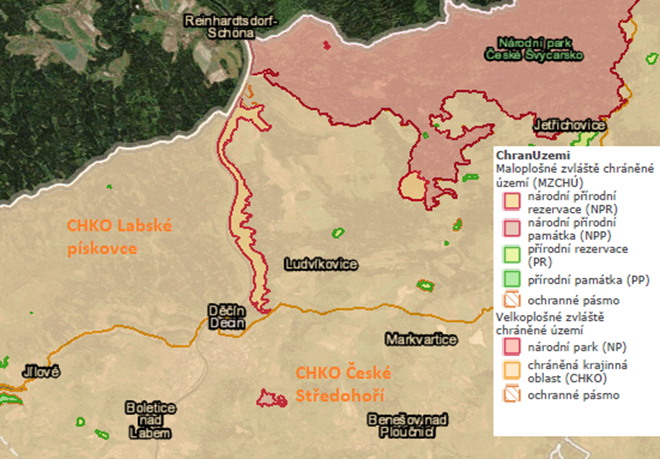 Reinhardtsdorf-
Schöna
Národní park
České Švýcarsko
Jetřichovice
CHKO Labské
pískovce
Ludvíkovice
Děčín
Decin
Markvartice
Jílové
CHKO České
Středohoří
Boletice
nad
Labem
Benešov nad
Ploučnicí
ChranUzemi
Maloplošné zvláště chráněné
území (MZCHÚ)
národní přírodní
rezervace (NPR)
národní přírodní
památka (NPP)
přírodní rezervace
(PR)
přírodní památka (PP)
ochranné pásmo
Velkoplošné zvláště
chráněné území
národní park (NP)
chráněná krajinná
oblast (CHKO)
ochranné pásmo